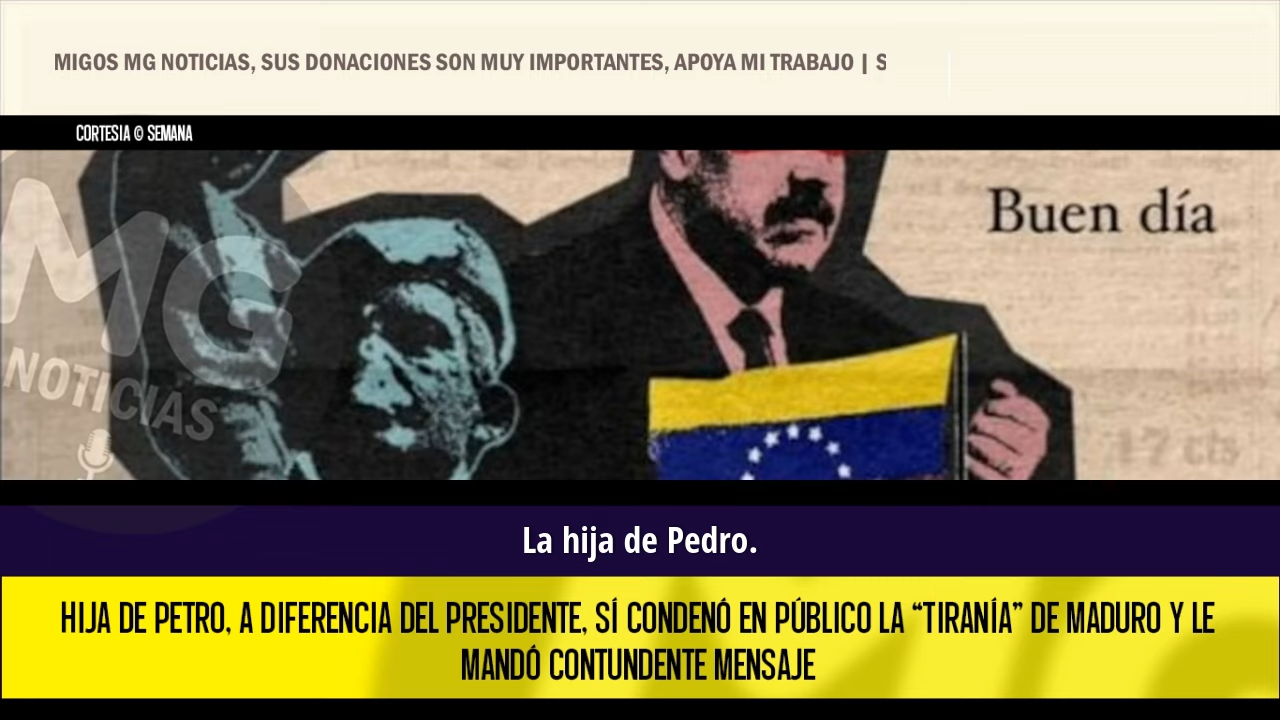 MIGOS MG NOTICIAS, SUS DONACIONES SON MUY IMPORTANTES, APOYA MI TRABAJO | S
CORTESIA © SEMANA
Buen día
MG
NOTICIAS
17 cts
La hija de Pedro.
HIJA DE PETRO, A DIFERENCIA DEL PRESIDENTE, SÍ CONDENÓ EN PÚBLICO LA “TIRANÍA” DE MADURO Y LE
MANDÓ CONTUNDENTE MENSAJE